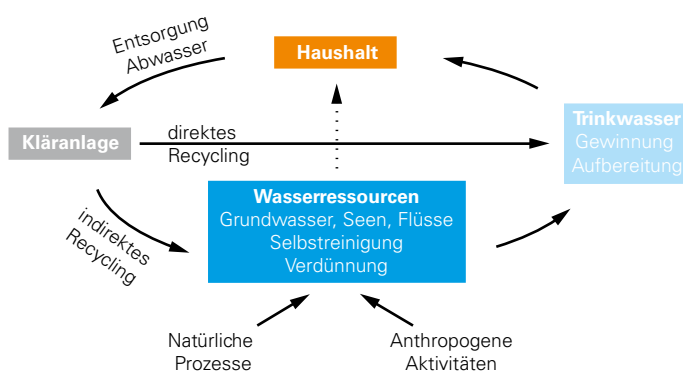 Entsorgung
Abwasser
Haushalt
Kläranlage
direktes
Recycling
Trinkwasser
Gewinnung
Aufbereitung
Wasserressourcen
Grundwasser, Seen, Flüsse
Selbstreinigung
Verdünnung
indirektes
Recycling
Natürliche
Prozesse
Anthropogene
Aktivitäten